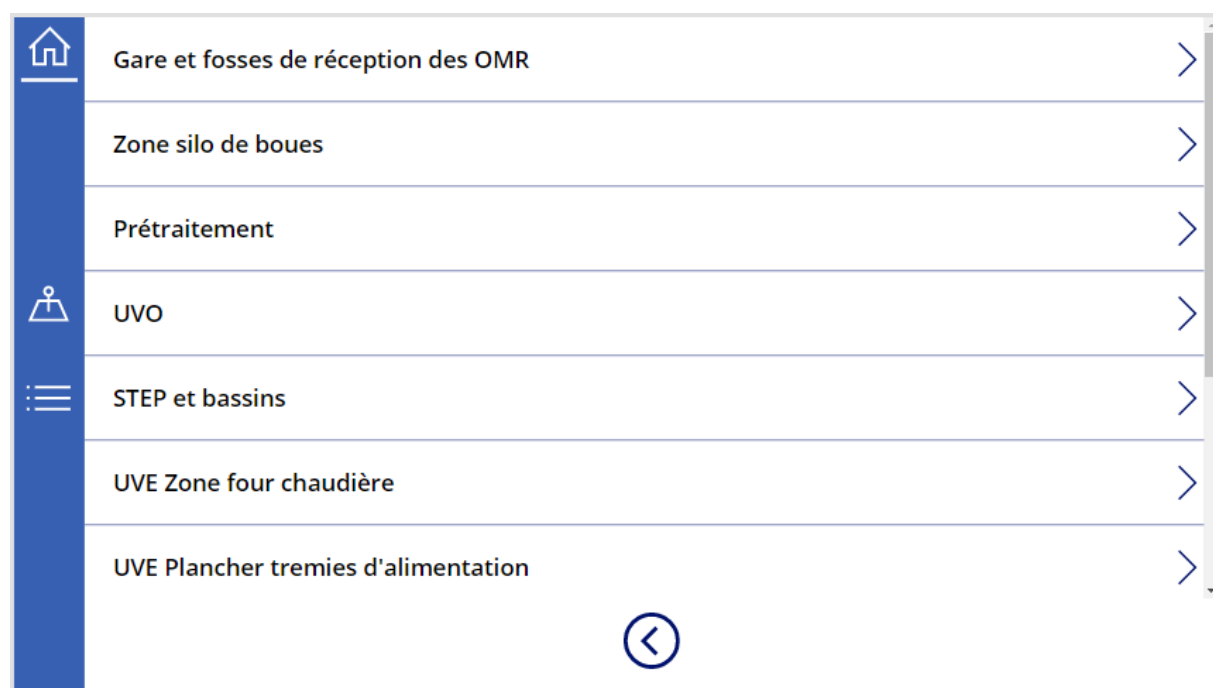 Gare et fosses de réception des OMR
Zone silo de boues
Prétraitement
UVO
STEP et bassins
UVE Zone four chaudière
UVE Plancher tremies d'alimentation